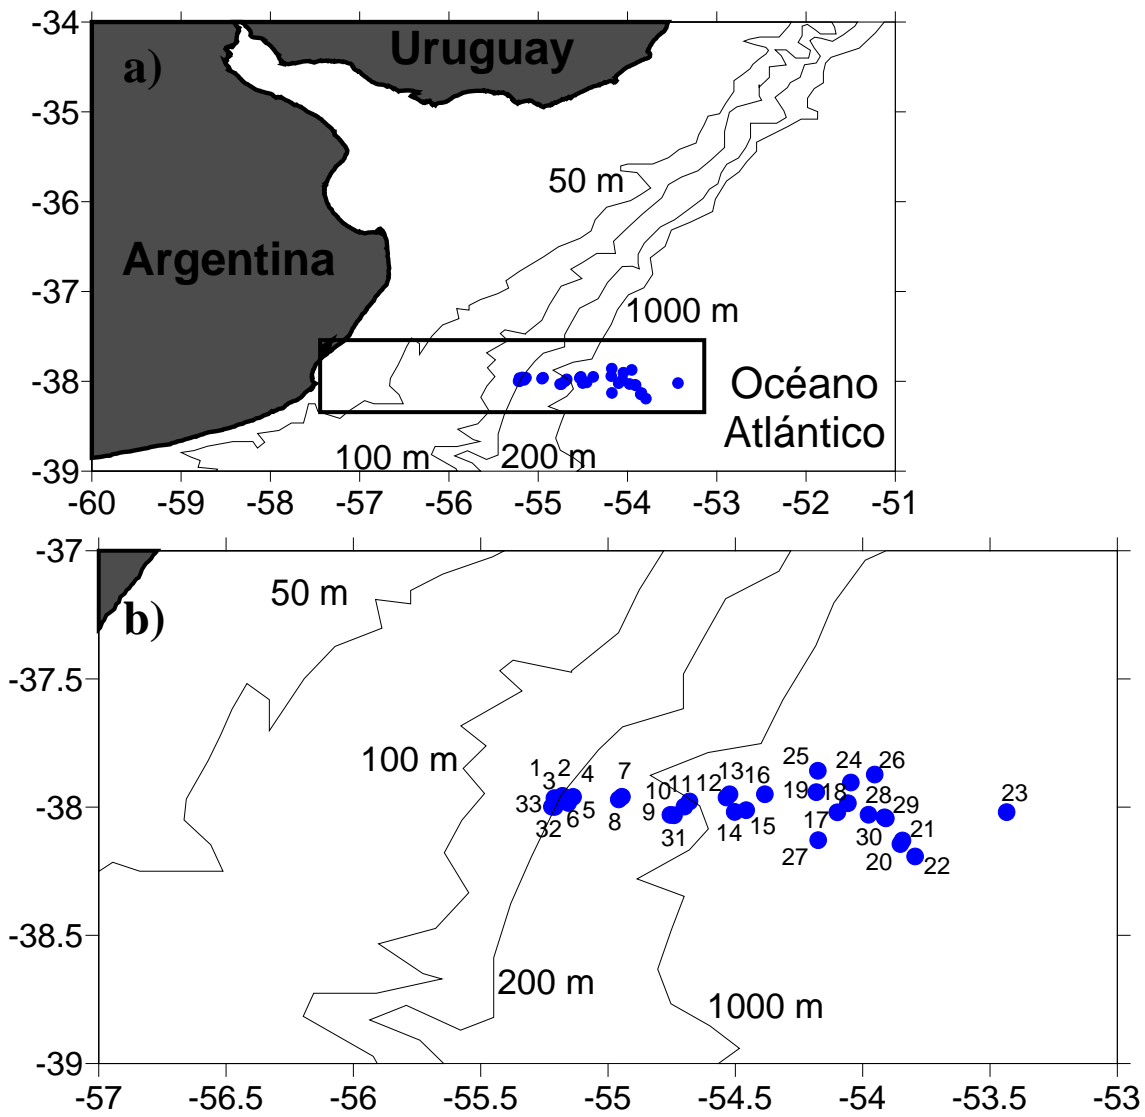 -34
a)
Uruguay
-35
50 m
-36
Argentina
-37
1000 m
-38
Océano
Atlántico
100 m
200 m
-39
-60 -59 -58 -57 -56 -55 -54 -53 -52 -51
-37
50 m
b)
-37.5
100 m
1 2 4 7 13 16 25 24 26
3 10 11 12 19 18 28 23
-38
33 5 9 17 29
32 6 8 31 14 15 30 21
27 20 22
-38.5
200 m
1000 m
-39
-57 -56.5 -56 -55.5 -55 -54.5 -54 -53.5 -53